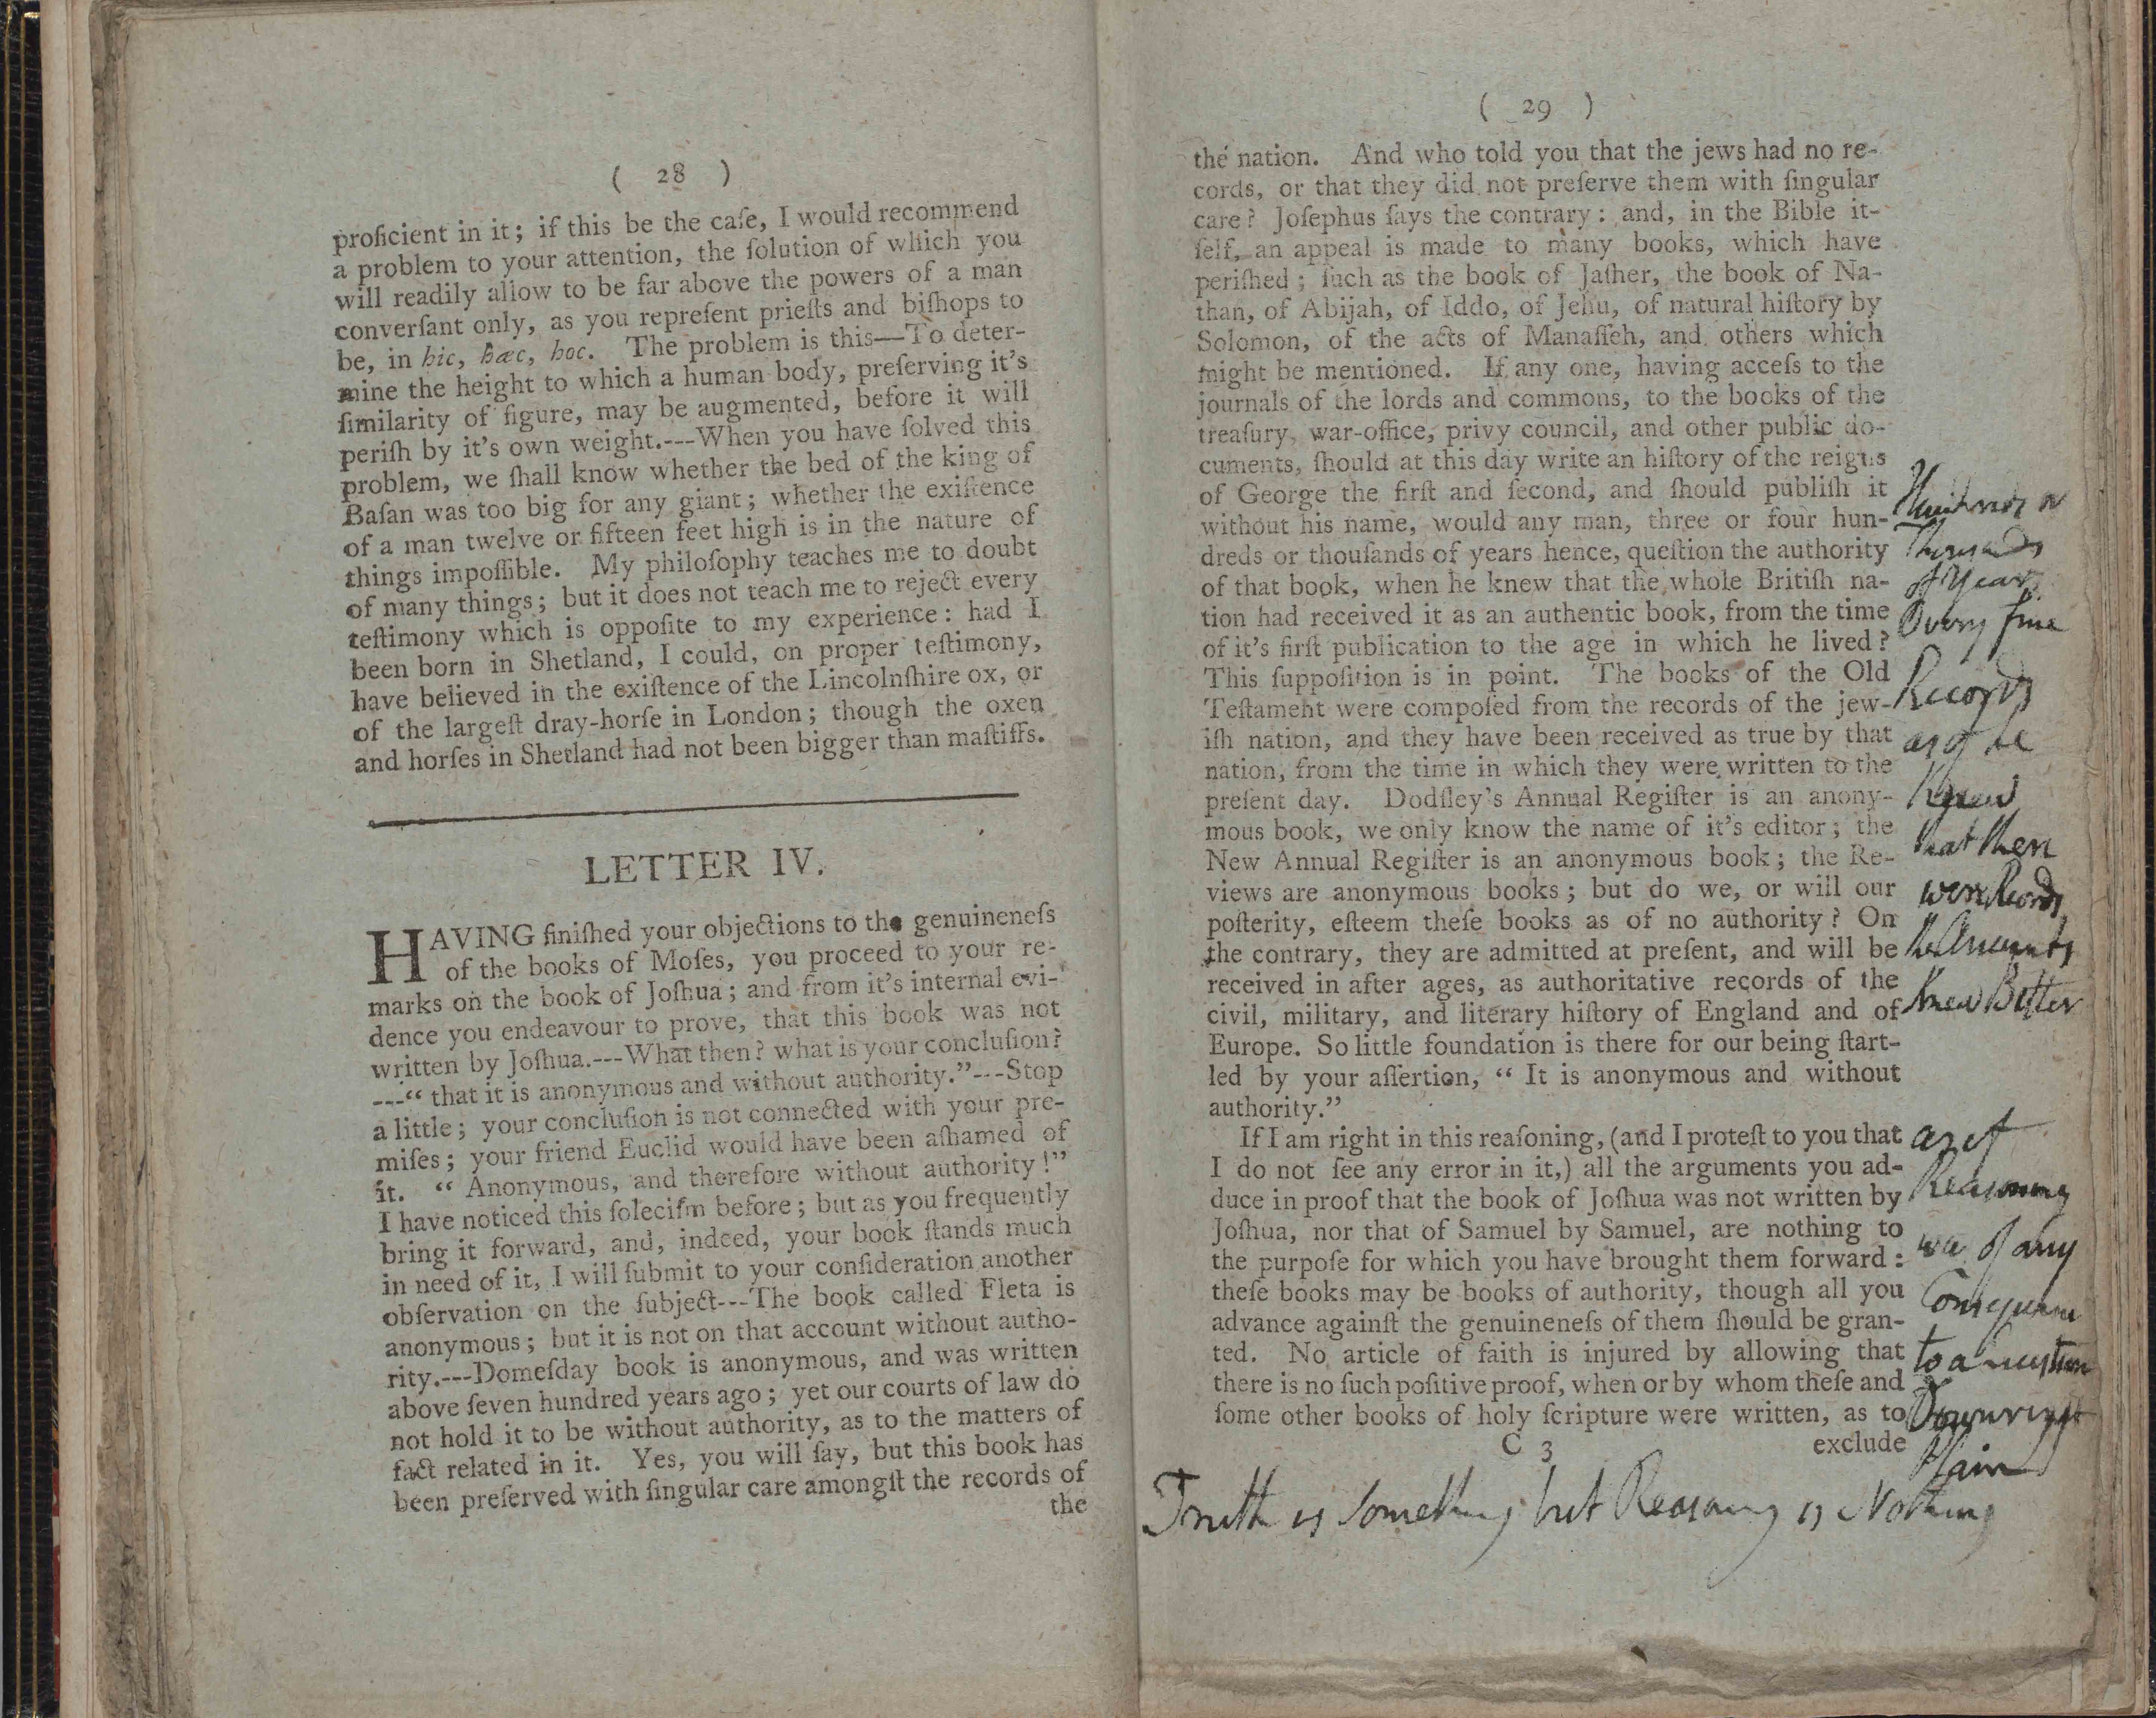 ( 28 )
proficient in it; if this be the caſe, I would recommend
a problem to your attention, the ſolution of which you
will readily allow to be far above the powers of a man
converſant only, as you repreſent prieſts and biſhops to
be, in hic, hæc, hoc. The problem is this—To deter-
mine the height to which a human body, preſerving it's
ſimilarity of figure, may be augmented, before it will
periſh by it's own weight.---When you have ſolved this
problem, we ſhall know whether the bed of the king of
Baſan was too big for any giant; whether the exiſtence
of a man twelve or fifteen feet high is in the nature of
things impoſſible. My philoſophy teaches me to doubt
of many things; but it does not teach me to reject every
teſtimony which is oppoſite to my experience: had I
been born in Shetland, I could, on proper teſtimony,
have believed in the exiſtence of the Lincolnſhire ox, or
of the largeſt dray-horſe in London; though the oxen
and horſes in Shetland had not been bigger than maſtiffs.
LETTER IV.
HAVING finiſhed your objections to the genuineneſs
of the books of Moſes, you proceed to your re-
marks on the book of Joſhua; and from it's internal evi-
dence you endeavour to prove, that this book was not
written by Joſhua.---What then? what is your concluſion?
---“ that it is anonymous and without authority.”---Stop
a little; your concluſion is not connected with your pre-
miſes; your friend Euclid would have been aſhamed of
it. “ Anonymous, and therefore without authority!”
I have noticed this ſoleciſm before; but as you frequently
bring it forward, and, indeed, your book ſtands much
in need of it, I will ſubmit to your conſideration another
obſervation on the ſubject---The book called Fleta is
anonymous; but it is not on that account without autho-
rity.---Domeſday book is anonymous, and was written
above ſeven hundred years ago; yet our courts of law do
not hold it to be without authority, as to the matters of
fact related in it. Yes, you will ſay, but this book has
been preſerved with ſingular care amongſt the records of
the
( 29 )
the nation. And who told you that the jews had no re-
cords, or that they did not preſerve them with ſingular
care? Joſephus ſays the contrary: and, in the Bible it-
ſelf, an appeal is made to many books, which have
periſhed; ſuch as the book of Jaſher, the book of Na-
than, of Abijah, of Iddo, of Jehu, of natural hiſtory by
Solomon, of the acts of Manaſſeh, and others which
might be mentioned. If any one, having acceſs to the
journals of the lords and commons, to the books of the
treaſury, war-office, privy council, and other public do-
cuments, ſhould at this day write an hiſtory of the reigns
of George the firſt and ſecond, and ſhould publiſh it
without his name, would any man, three or four hun-
dreds or thouſands of years hence, queſtion the authority
of that book, when he knew that the whole Britiſh na-
tion had received it as an authentic book, from the time
of it's firſt publication to the age in which he lived?
This ſuppoſition is in point. The books of the Old
Teſtament were compoſed from the records of the jew-
iſh nation, and they have been received as true by that
nation, from the time in which they were written to the
preſent day. Dodſley's Annual Regiſter is an anony-
mous book, we only know the name of it's editor; the
New Annual Regiſter is an anonymous book; the Re-
views are anonymous books; but do we, or will our
poſterity, eſteem theſe books as of no authority? On
the contrary, they are admitted at preſent, and will be
received in after ages, as authoritative records of the
civil, military, and literary hiſtory of England and of
Europe. So little foundation is there for our being ſtart-
led by your aſſertion, “ It is anonymous and without
authority.”
If I am right in this reaſoning, (and I proteſt to you that
I do not ſee any error in it,) all the arguments you ad-
duce in proof that the book of Joſhua was not written by
Joſhua, nor that of Samuel by Samuel, are nothing to
the purpoſe for which you have brought them forward:
theſe books may be books of authority, though all you
advance againſt the genuineneſs of them ſhould be gran-
ted. No article of faith is injured by allowing that
there is no ſuch poſitive proof, when or by whom theſe and
ſome other books of holy ſcripture were written, as to
C 3 exclude
Hundreds or
Thousands
of Years
O very fine
Records
as if he
Knew
that there
were Records
the Ancients
knew Better
as if
Reasoning
was of any
Consequence
to a Question
Downright
Plain
Truth is Something but Reasoning is Nothing